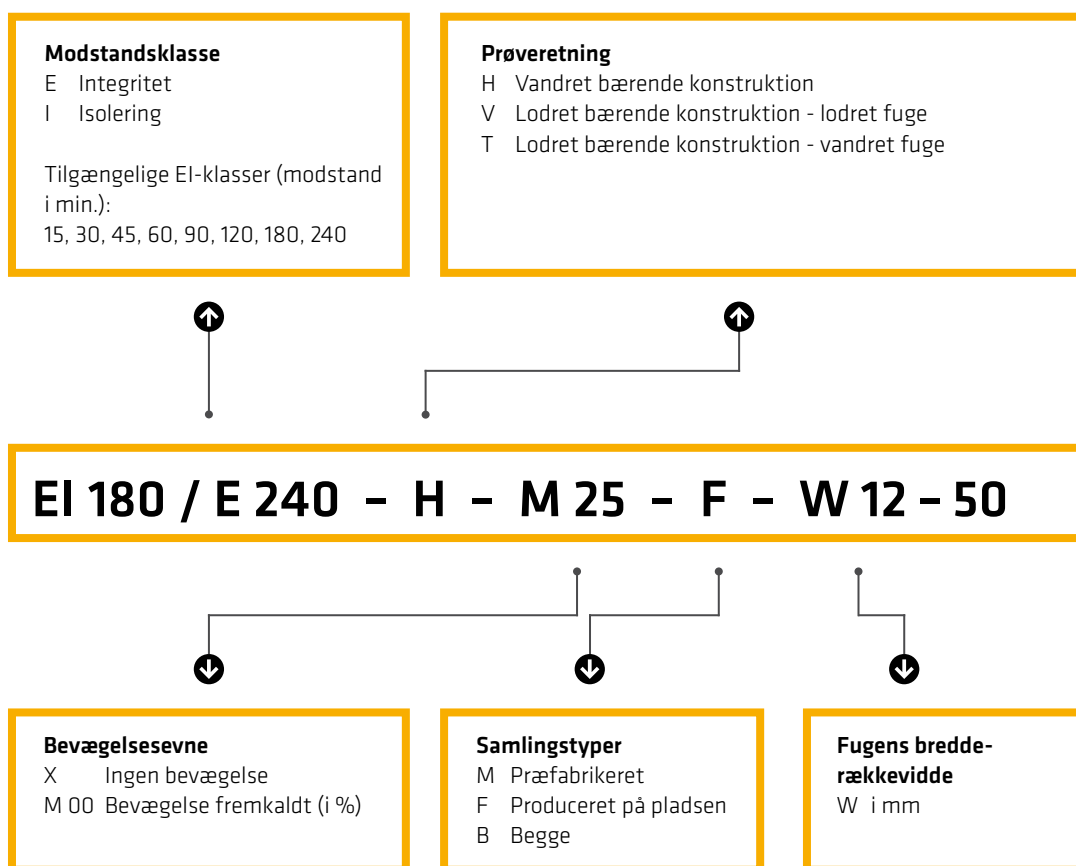 Modstandsklasse
E Integritet
I Isolering
Tilgængelige EI-klasser (modstand
i min.):
15, 30, 45, 60, 90, 120, 180, 240
Prøveretning
H Vandret bærende konstruktion
V Lodret bærende konstruktion - lodret fuge
T Lodret bærende konstruktion - vandret fuge
EI 180 / E 240 – H – M 25 – F – W 12 – 50
Bevægelsesevne
X Ingen bevægelse
M 00 Bevægelse fremkaldt (i %)
Samlingstyper
M Præfabrikeret
F Produceret på pladsen
B Begge
Fugens bredde-
rækkevidde
W i mm